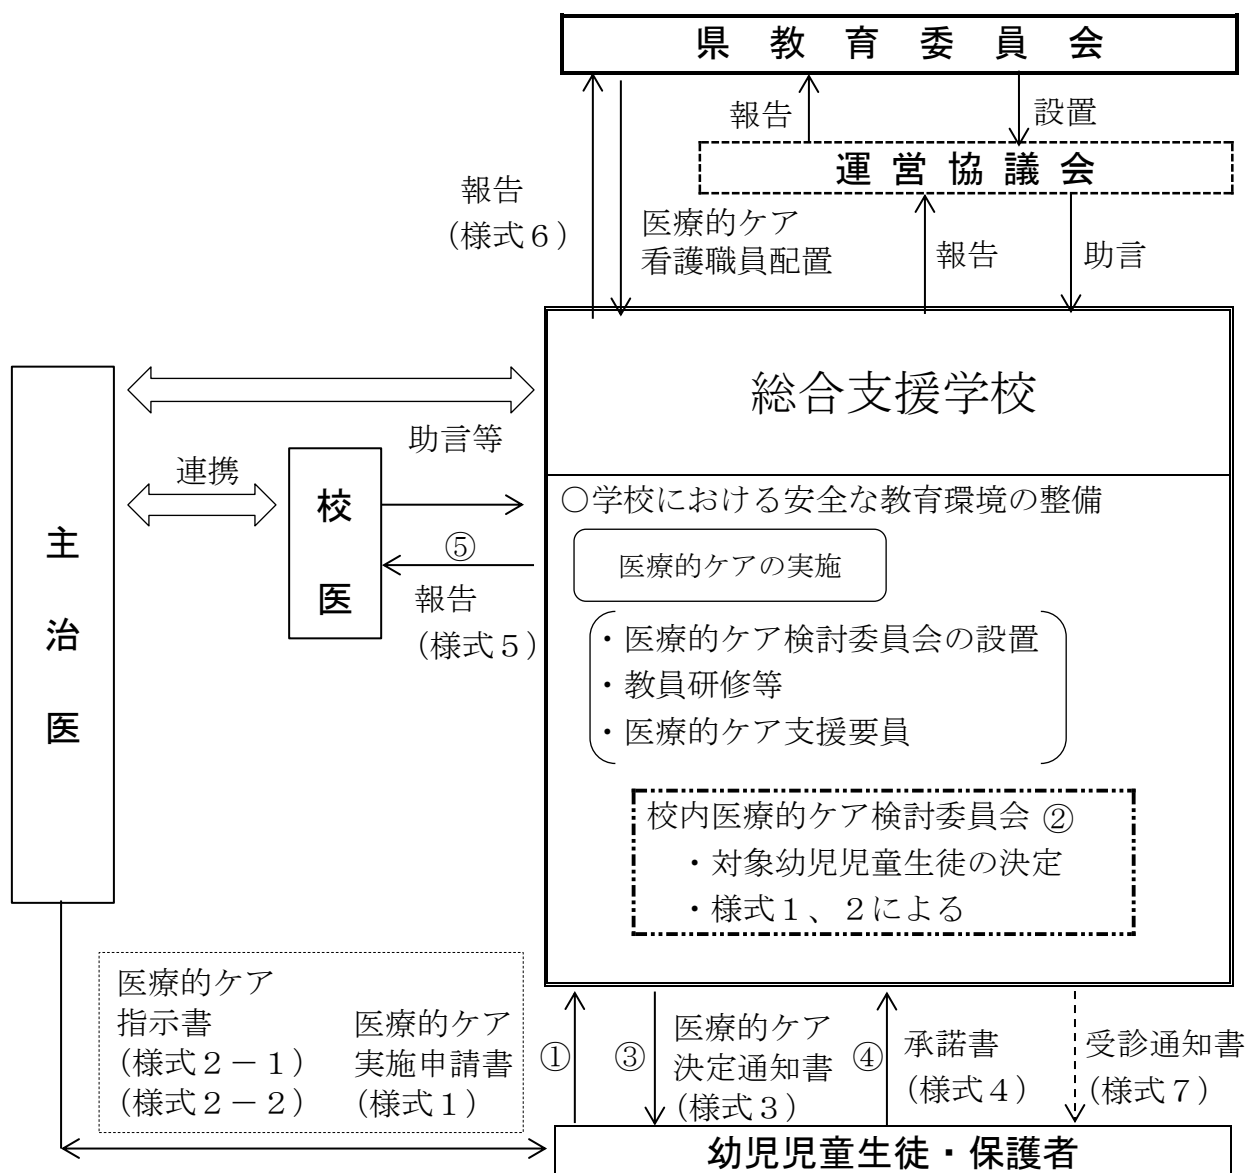 県教育委員会
報告
設置
運営協議会
報告
(様式６)
医療的ケア
看護職員配置
報告
助言
総合支援学校
助言等
連携
校医
主治医
⑤
報告
(様式５)
○学校における安全な教育環境の整備
医療的ケアの実施
・医療的ケア検討委員会の設置
・教員研修等
・医療的ケア支援要員
校内医療的ケア検討委員会 ②
・対象幼児児童生徒の決定
・様式１、２による
医療的ケア
指示書
(様式２－１)
(様式２－２)
医療的ケア
実施申請書
(様式１)
①
③
医療的ケア
決定通知書
(様式３)
④
承諾書
(様式４)
受診通知書
(様式７)
幼児児童生徒・保護者